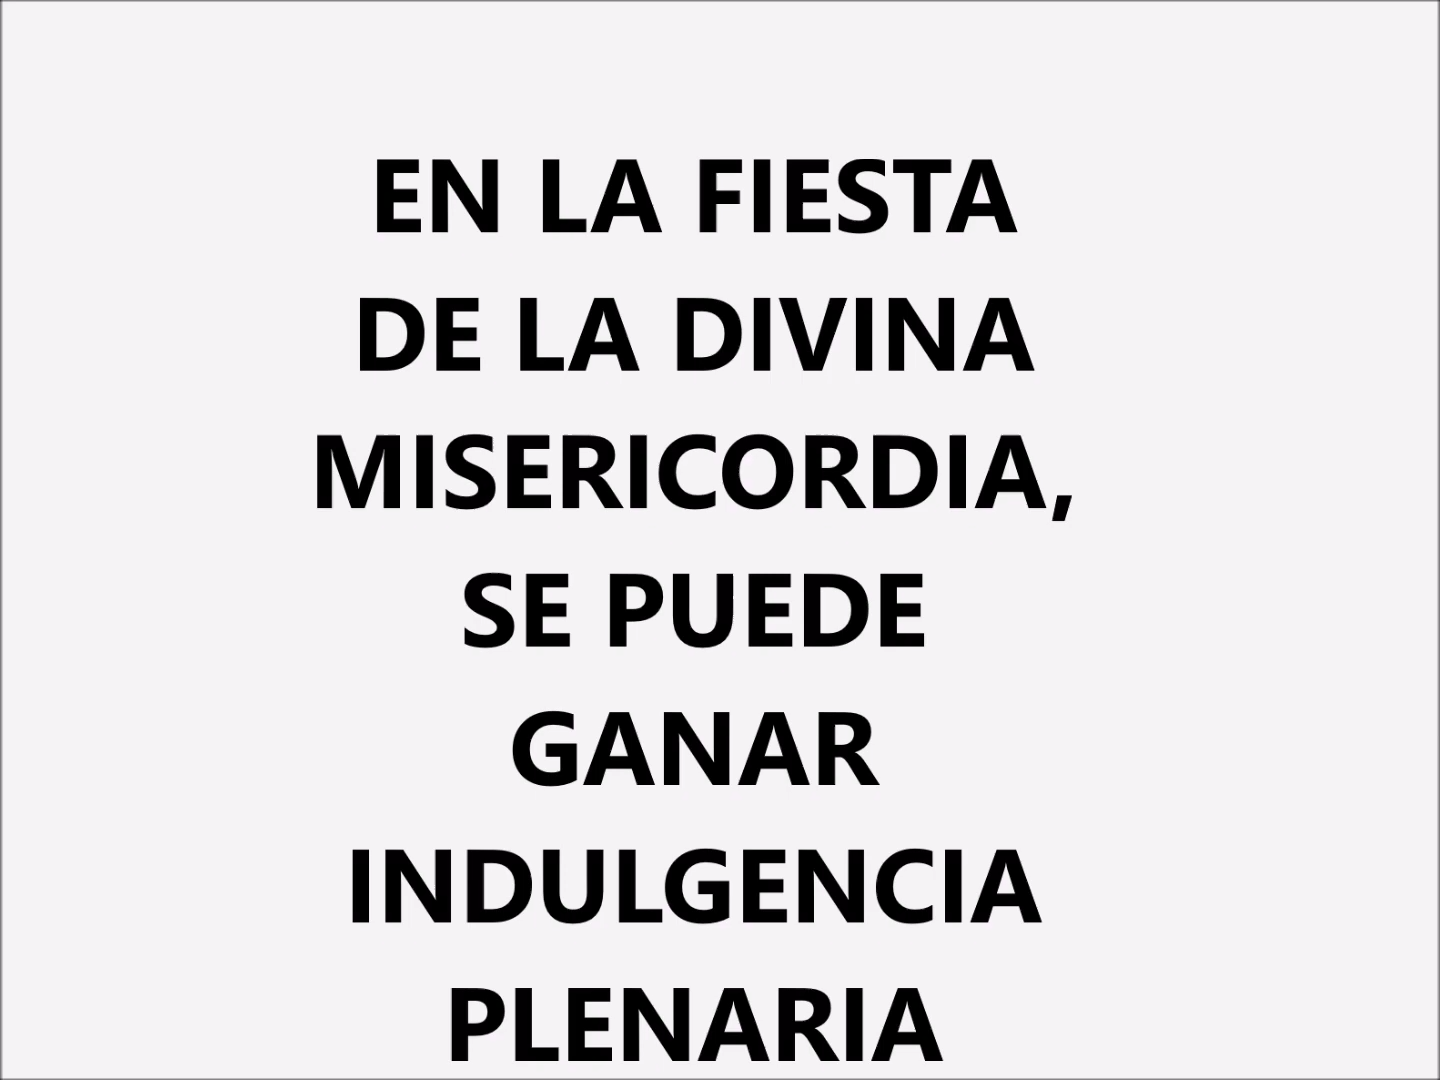 EN LA FIESTA
DE LA DIVINA
MISERICORDIA,
SE PUEDE
GANAR
INDULGENCIA
PLENARIA